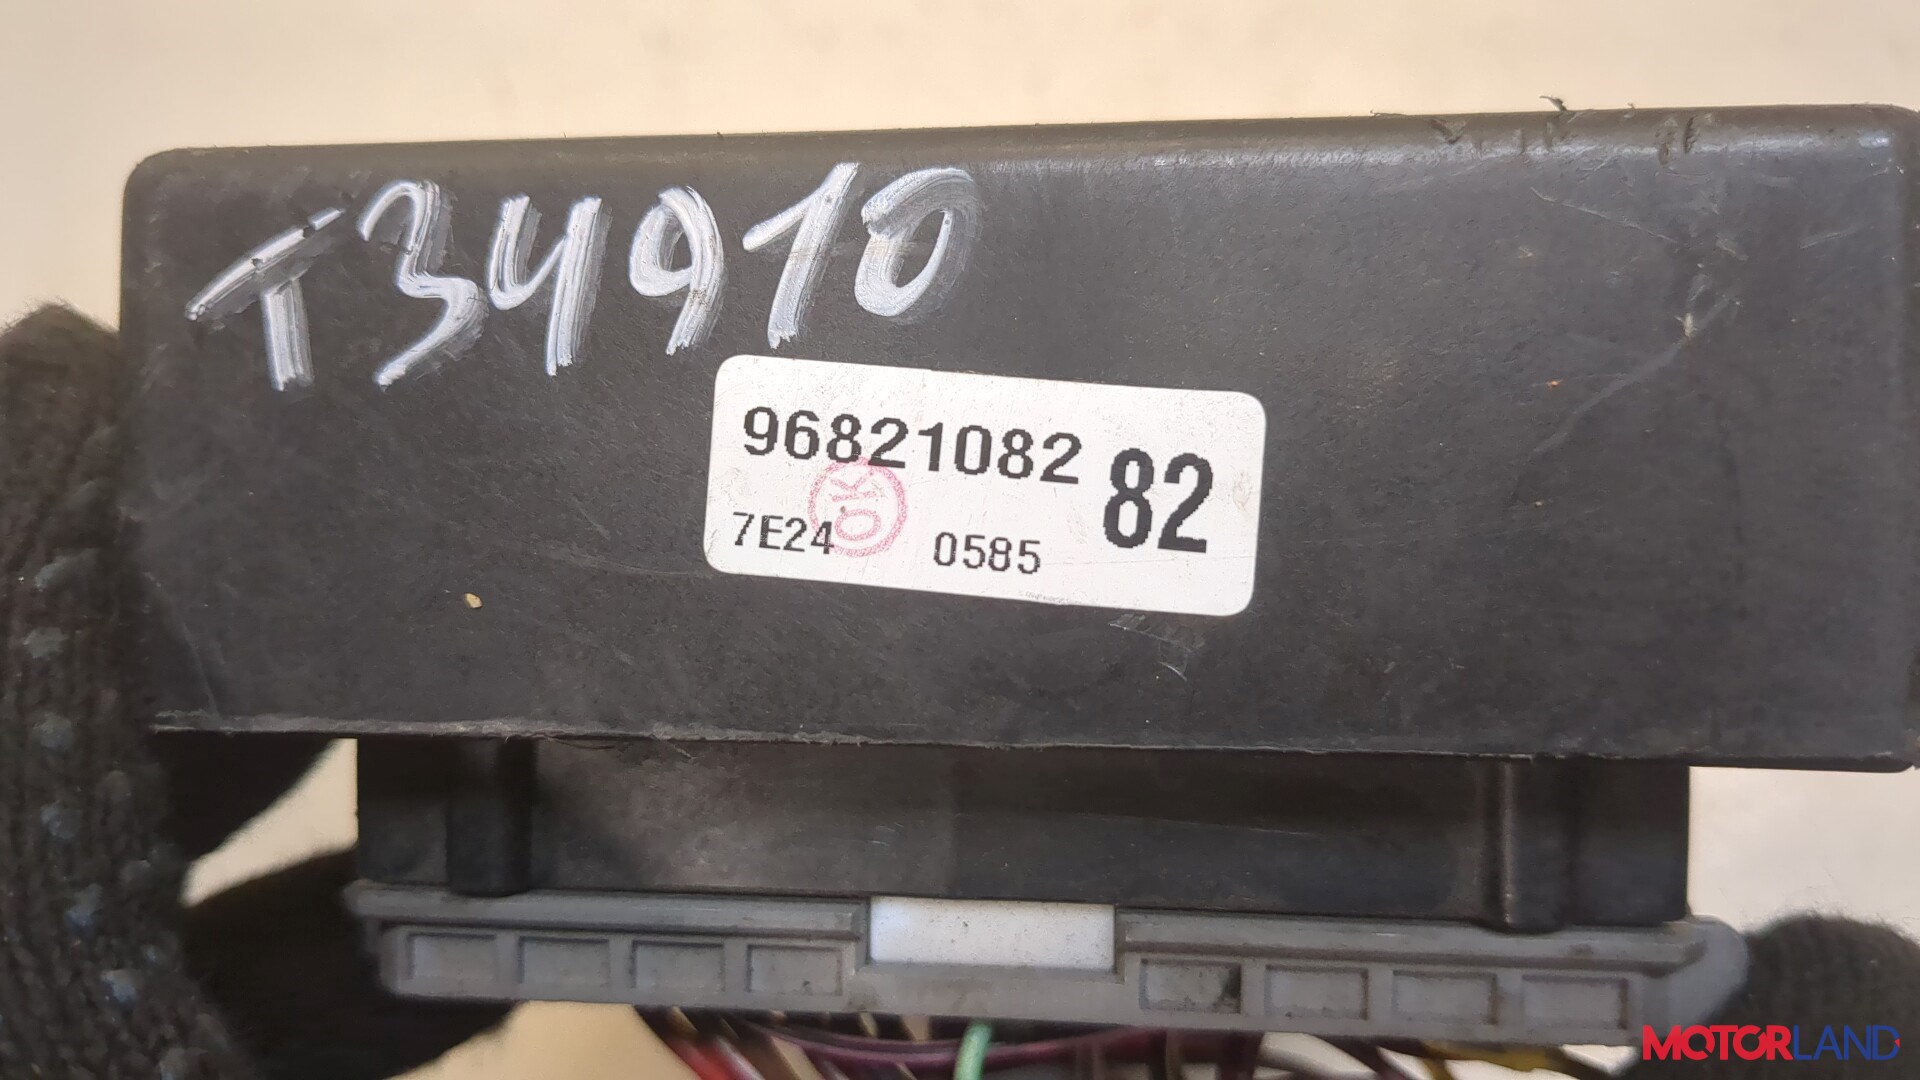 T34910
96821082 82
OK
7E24 0585
MOTORLAND